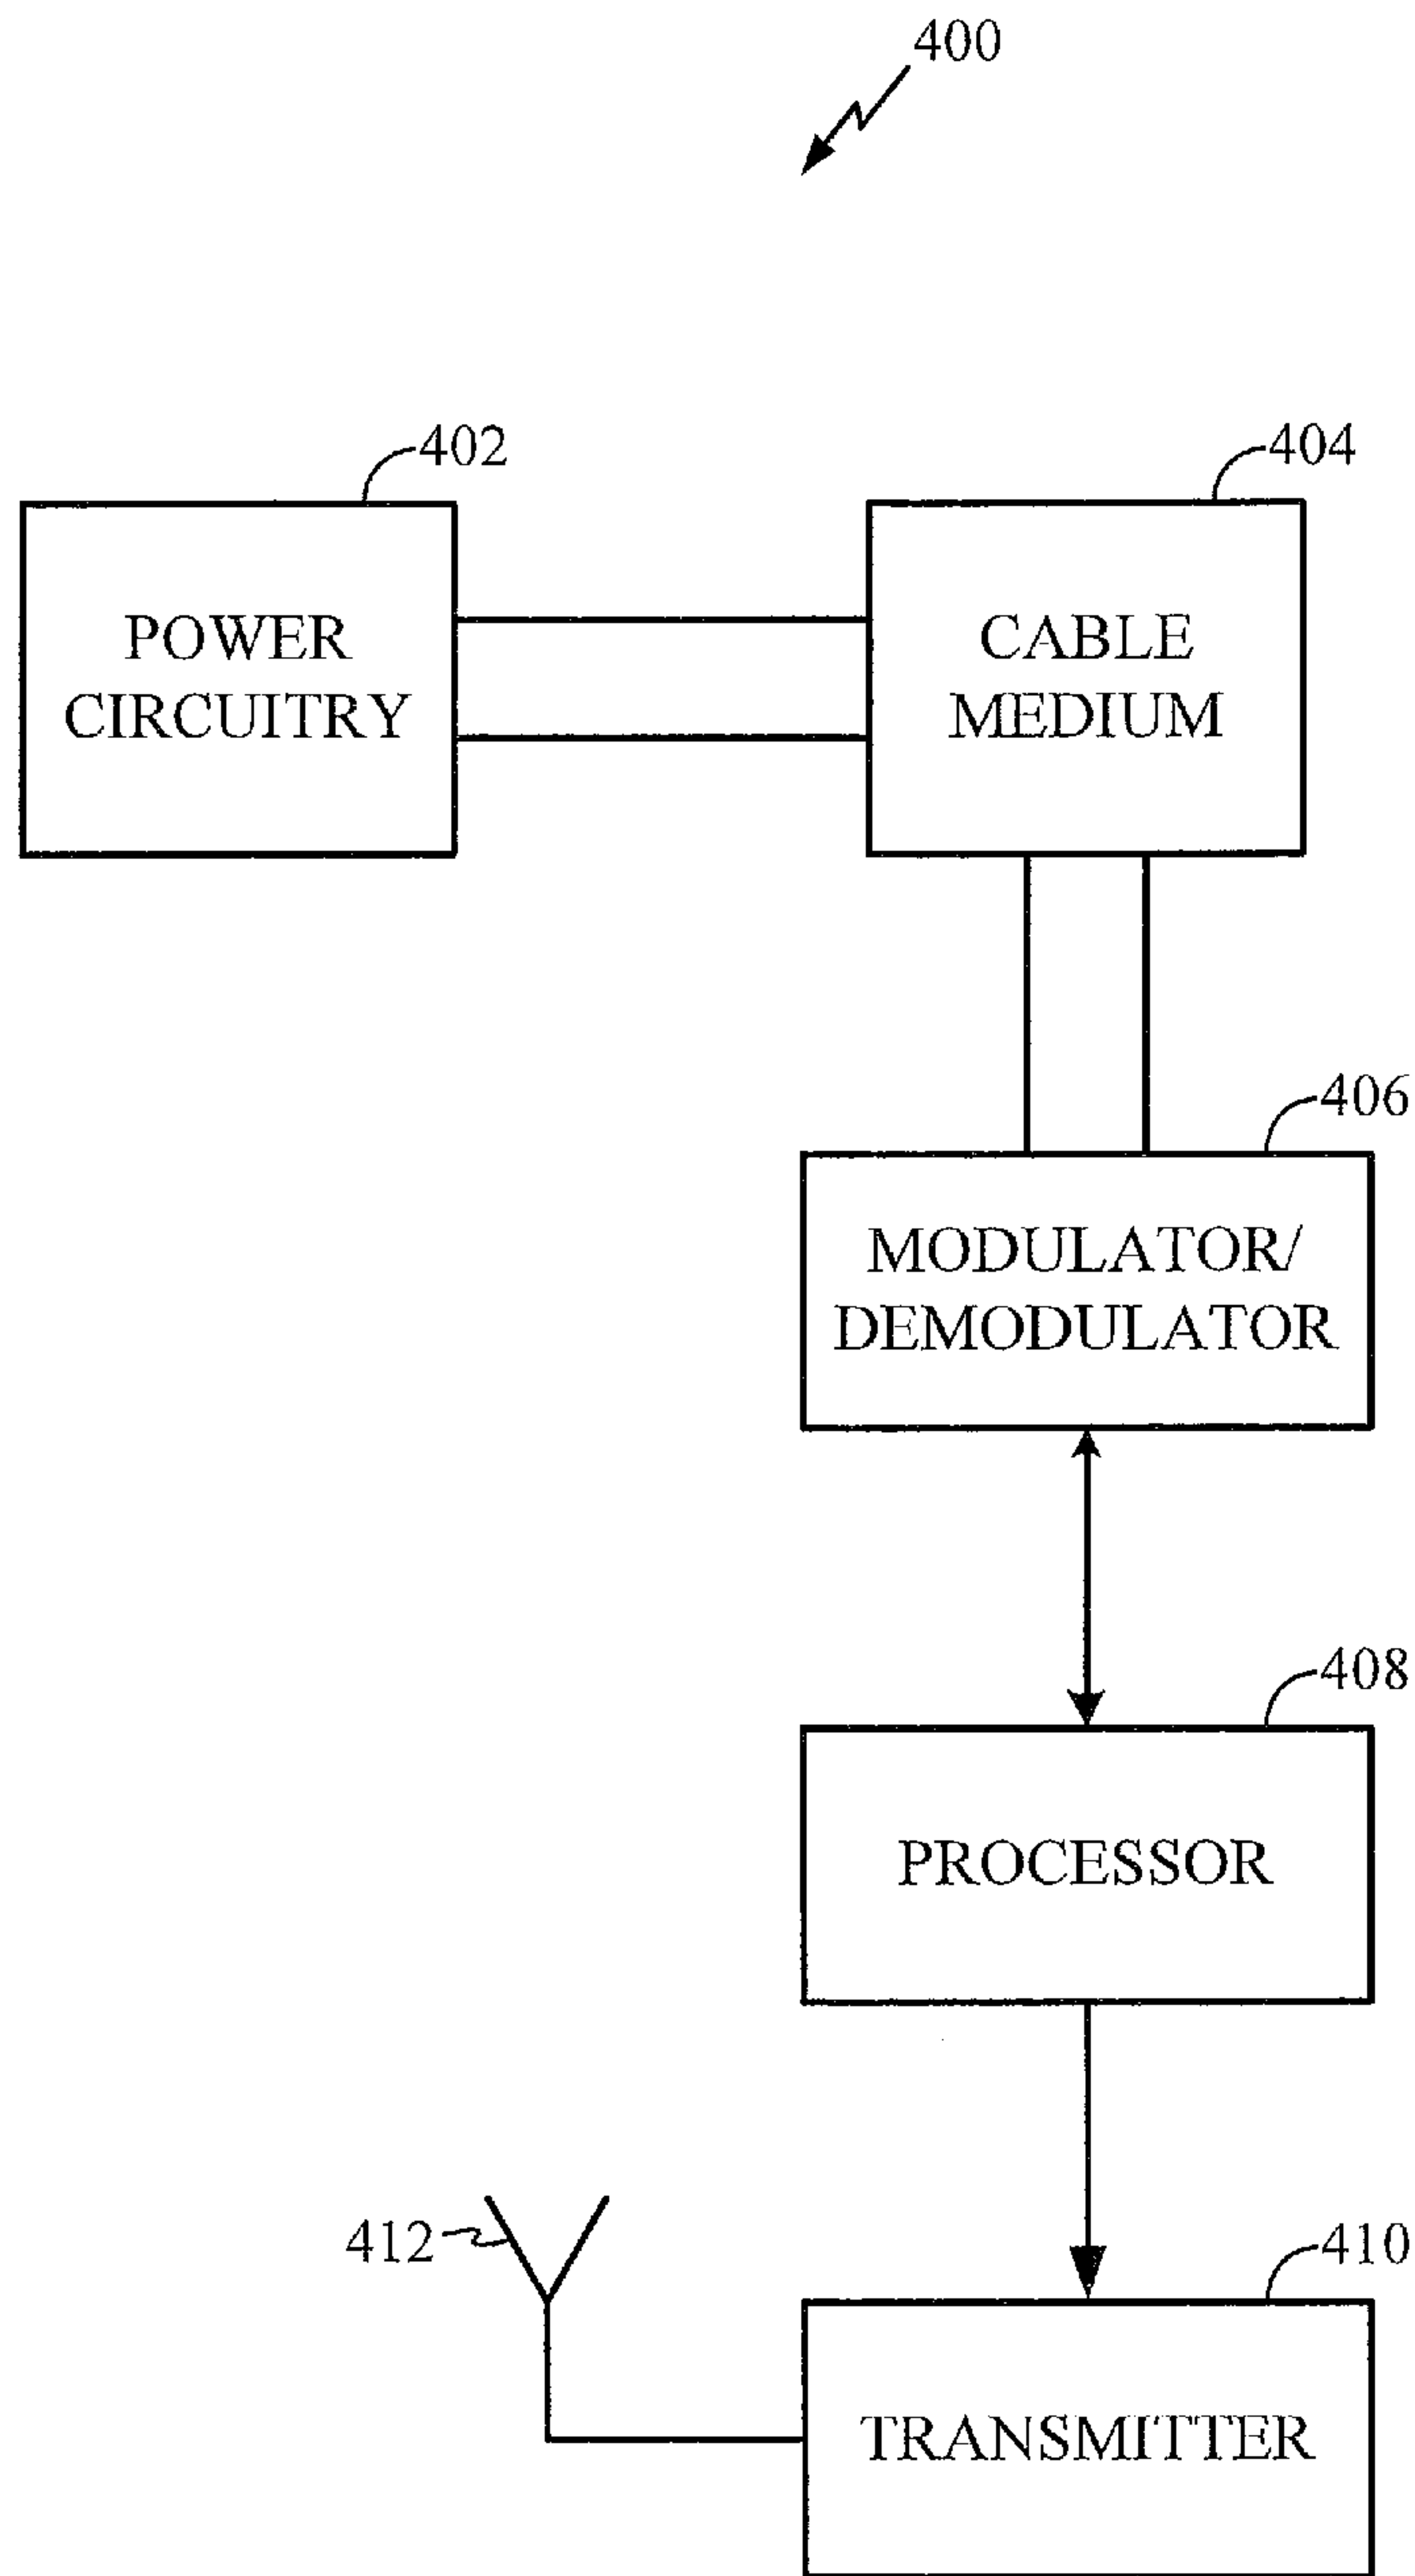 400
402
404
POWER
CIRCUITRY
CABLE
MEDIUM
406
MODULATOR/
DEMODULATOR
408
PROCESSOR
412
410
TRANSMITTER